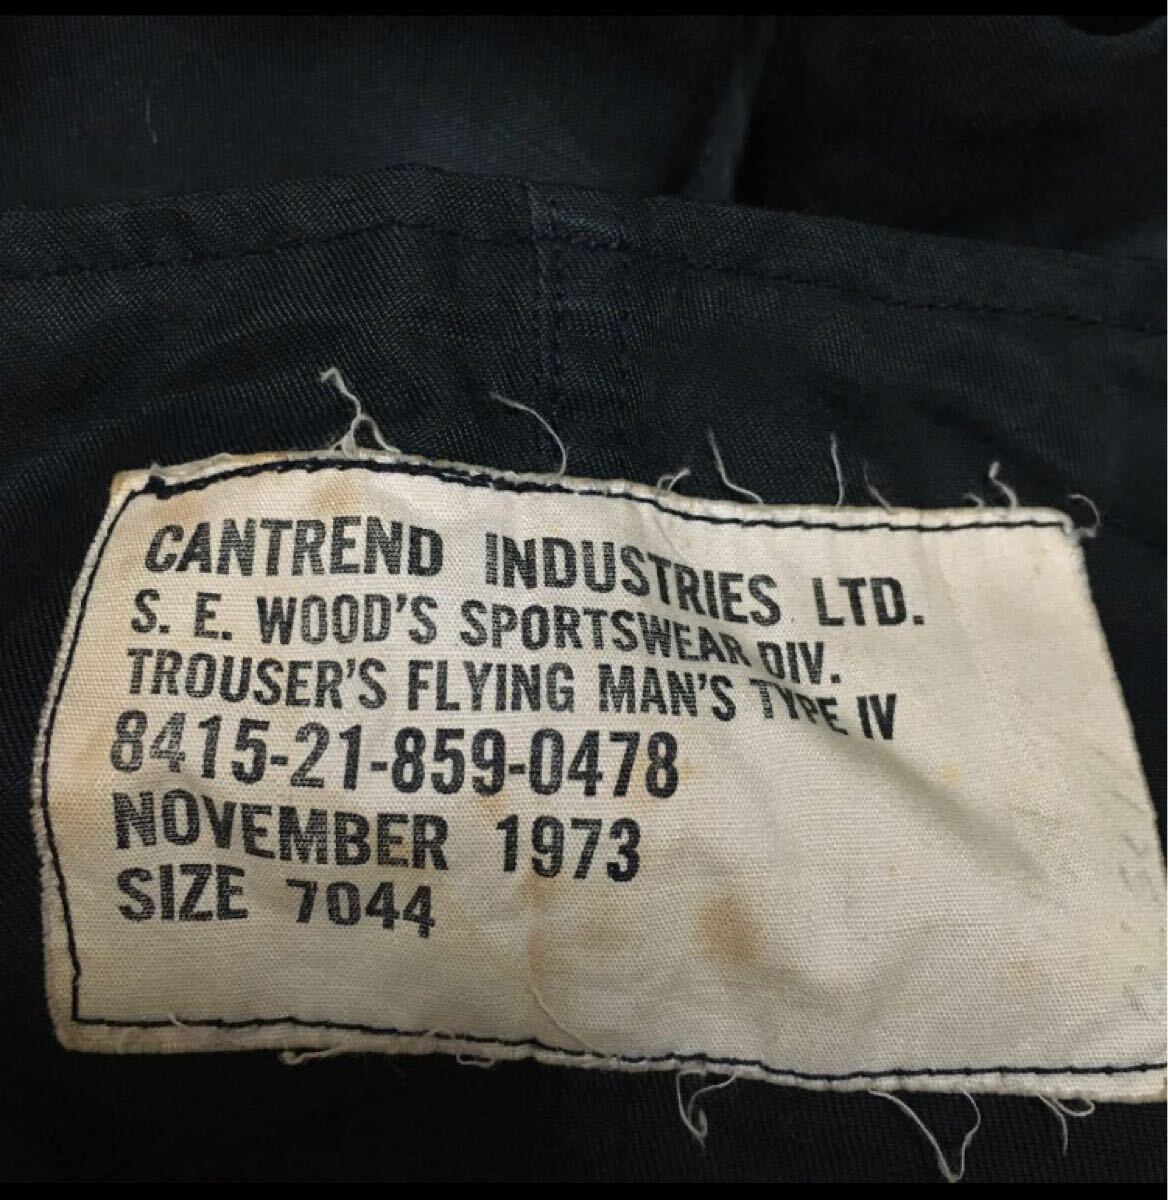 CANTREND INDUSTRIES LTD.
S. E. WOOD'S SPORTSWEAR DIV.
TROUSER'S FLYING MAN'S TYPE IV
8415-21-859-0478
NOVEMBER 1973
SIZE 7044